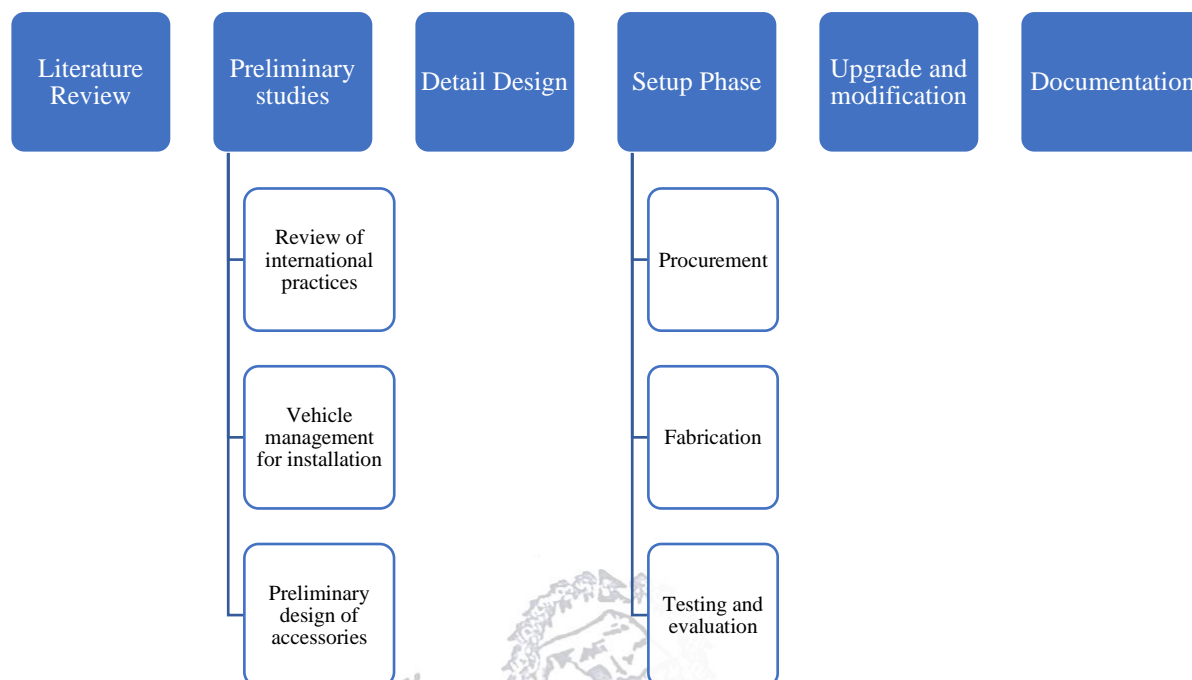 Literature
Review
Preliminary
studies
Detail Design
Setup Phase
Upgrade and
modification
Documentation
Review of
international
practices
Vehicle
management
for installation
Preliminary
design of
accessories
Procurement
Fabrication
Testing and
evaluation